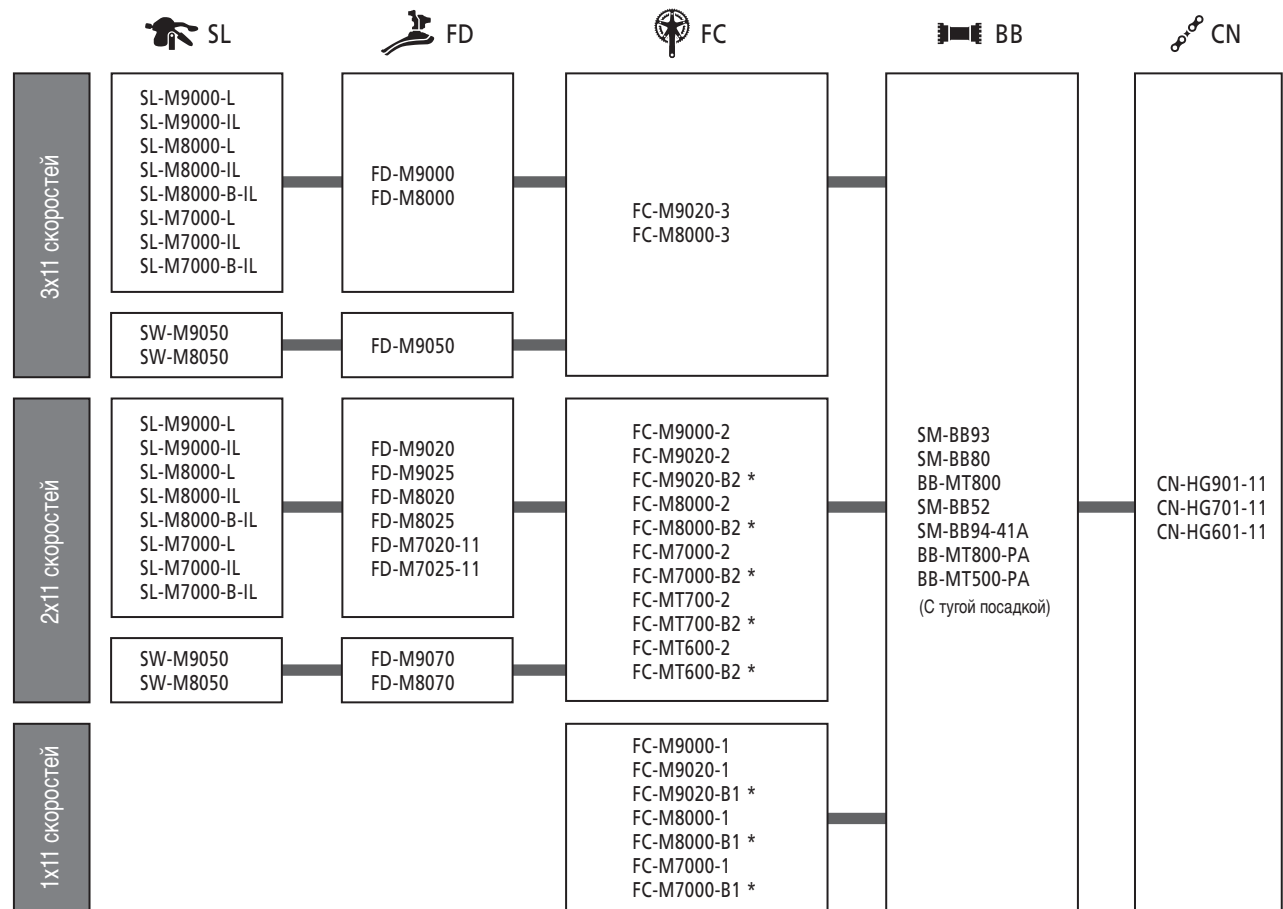 SL
FD
FC
BB
CN
3x11 скоростей
SL-M9000-L
SL-M9000-IL
SL-M8000-L
SL-M8000-IL
SL-M8000-B-IL
SL-M7000-L
SL-M7000-IL
SL-M7000-B-IL
FD-M9000
FD-M8000
FC-M9020-3
FC-M8000-3
SW-M9050
SW-M8050
FD-M9050
2x11 скоростей
SL-M9000-L
SL-M9000-IL
SL-M8000-L
SL-M8000-IL
SL-M8000-B-IL
SL-M7000-L
SL-M7000-IL
SL-M7000-B-IL
FD-M9020
FD-M9025
FD-M8020
FD-M8025
FD-M7020-11
FD-M7025-11
SW-M9050
SW-M8050
FD-M9070
FD-M8070
FC-M9000-2
FC-M9020-2
FC-M9020-B2 *
FC-M8000-2
FC-M8000-B2 *
FC-M7000-2
FC-M7000-B2 *
FC-MT700-2
FC-MT700-B2 *
FC-MT600-2
FC-MT600-B2 *
1x11 скоростей
FC-M9000-1
FC-M9020-1
FC-M9020-B1 *
FC-M8000-1
FC-M8000-B1 *
FC-M7000-1
FC-M7000-B1 *
SM-BB93
SM-BB80
BB-MT800
SM-BB52
SM-BB94-41A
BB-MT800-PA
BB-MT500-PA
(С тугой посадкой)
CN-HG901-11
CN-HG701-11
CN-HG601-11